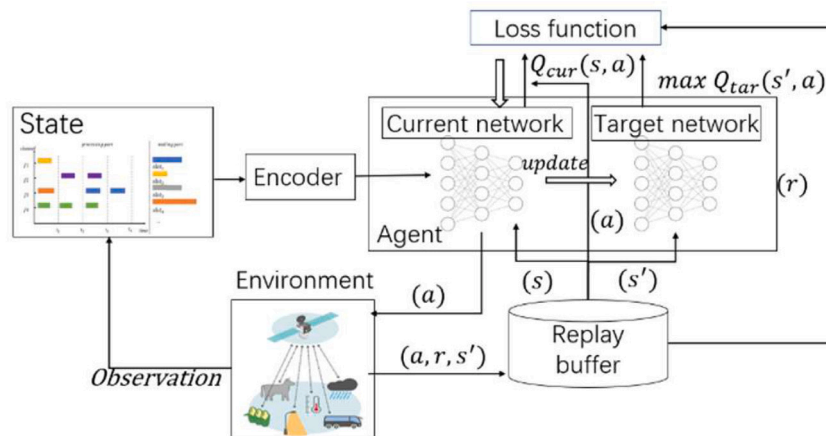 Loss function
Q_cur(s, a)
max Q_tar(s′, a)
State
Current network
Target network
Encoder
update
(r)
(a)
Agent
Environment
(a)
(s)
(s′)
Observation
(a, r, s′)
Replay
buffer